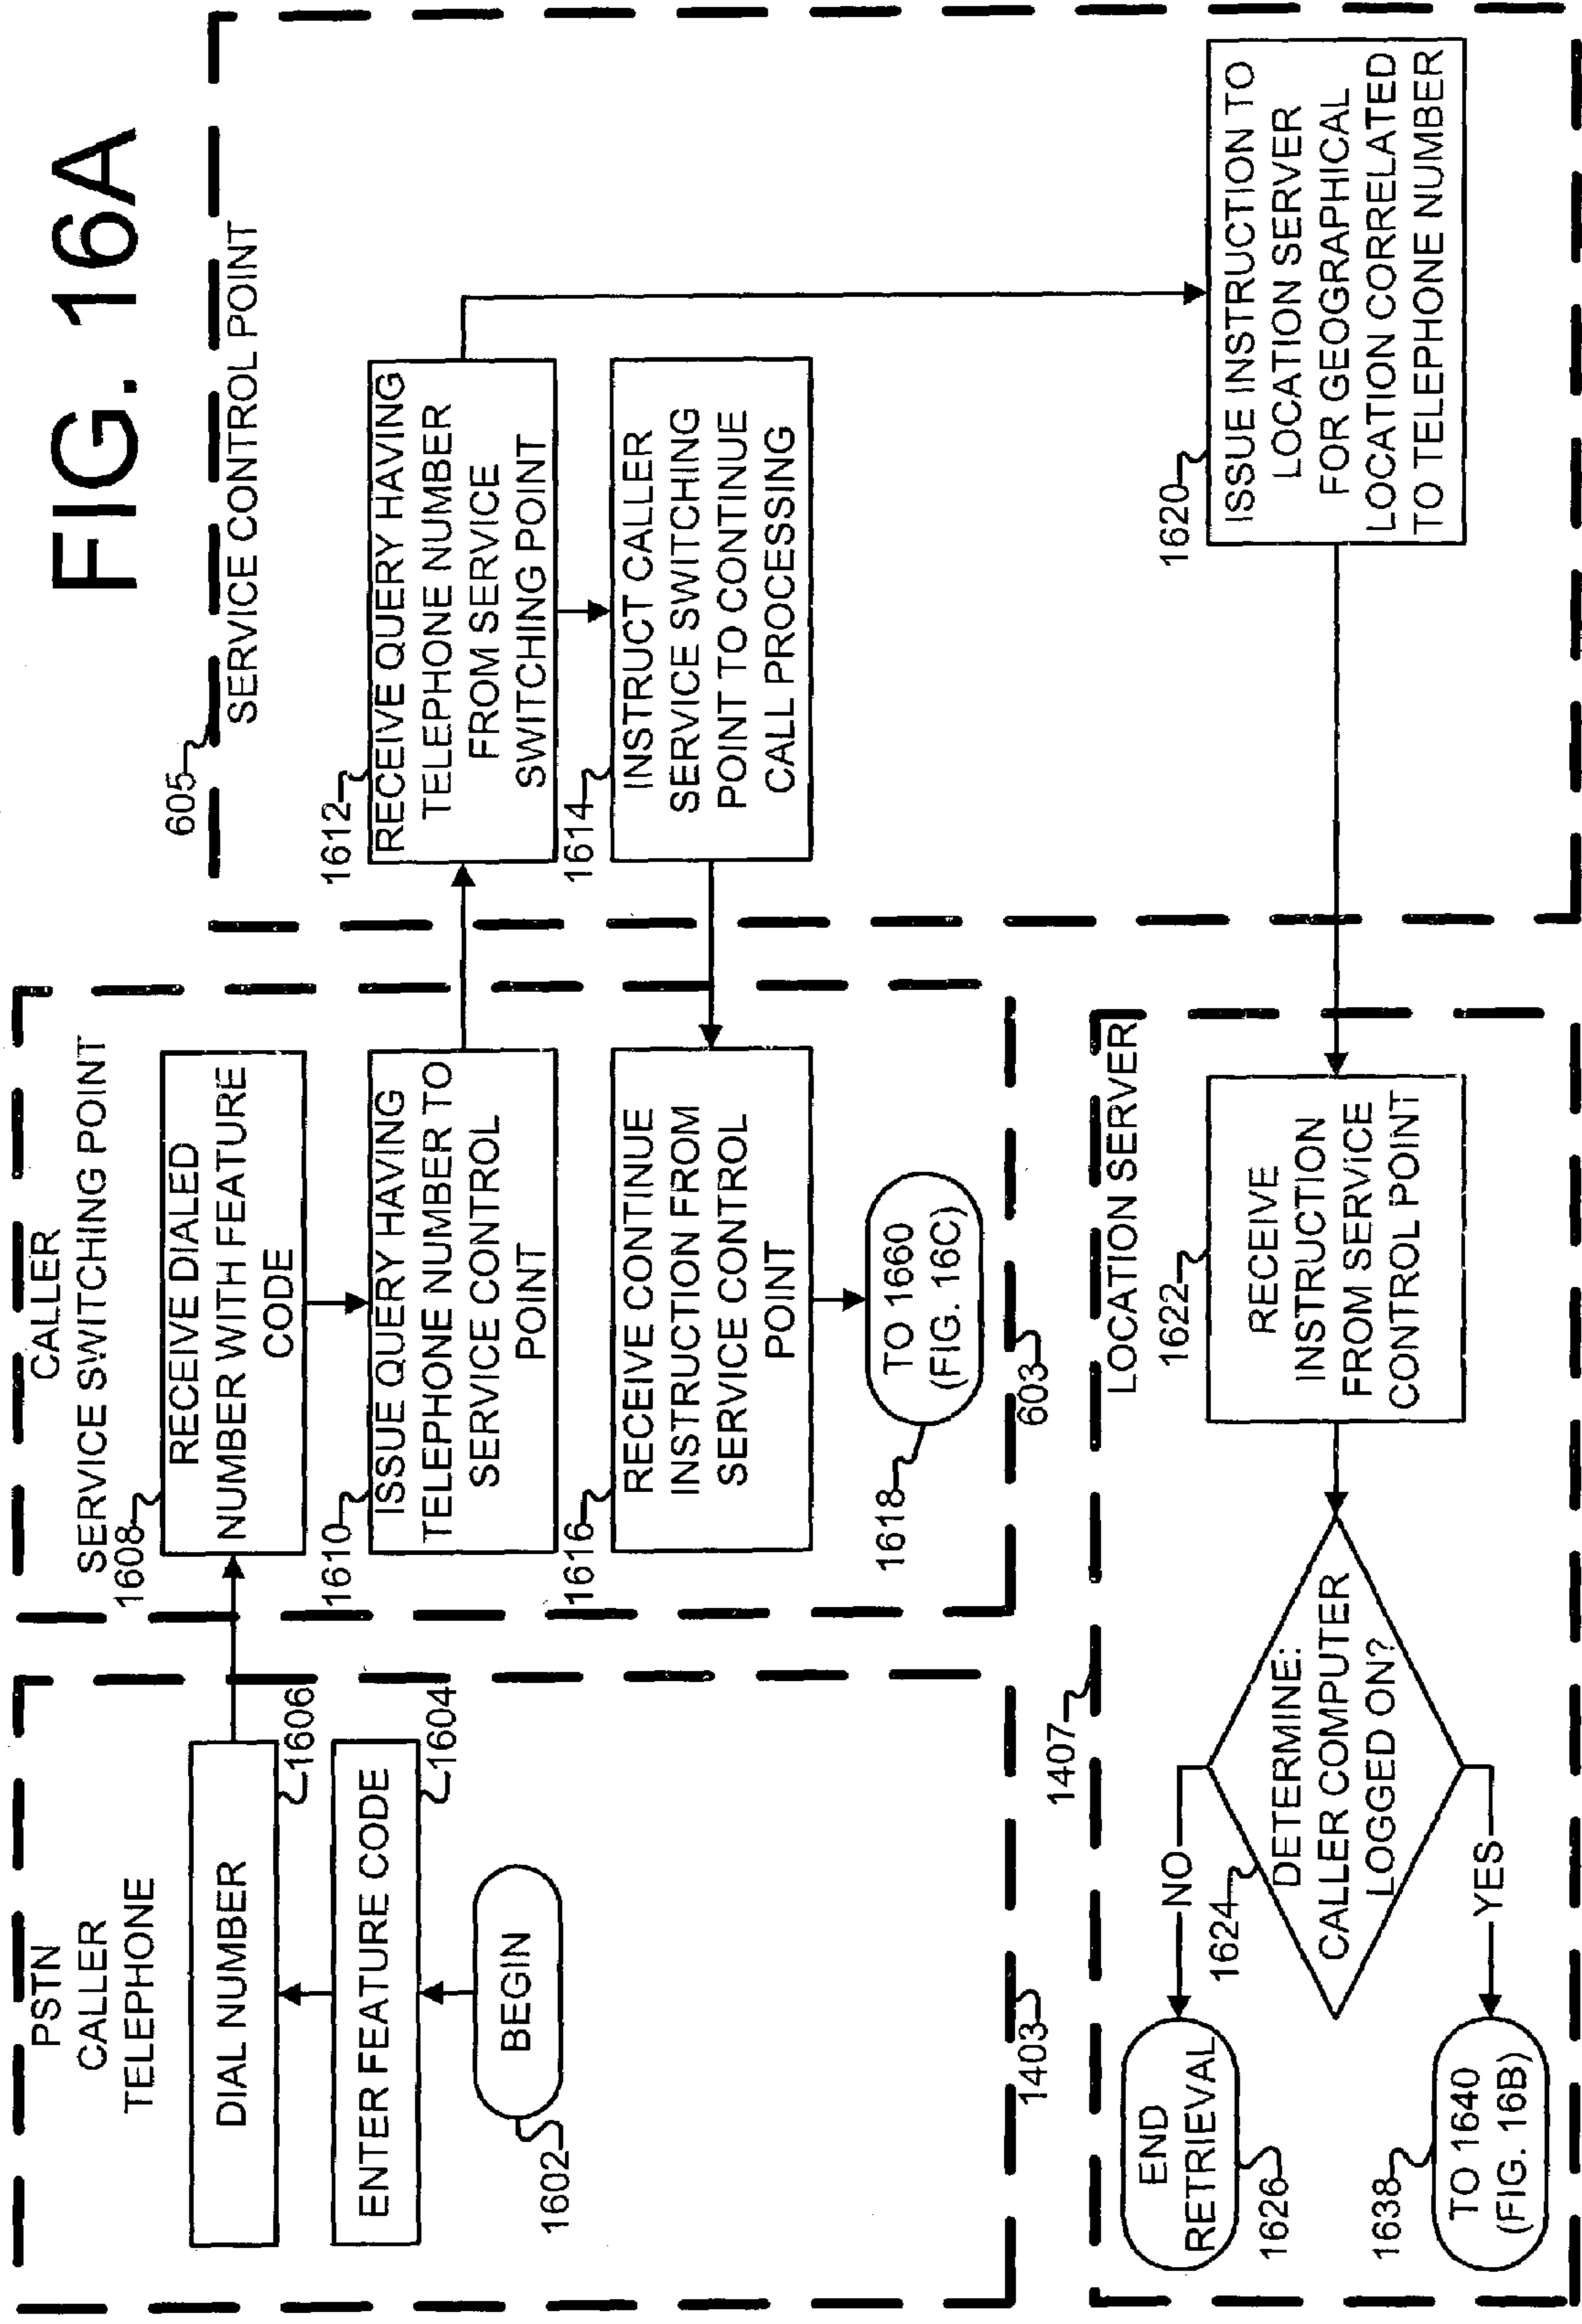 FIG. 16A
PSTN
CALLER
TELEPHONE
DIAL NUMBER
1606
ENTER FEATURE CODE
1604
BEGIN
1602
1403
CALLER
SERVICE SWITCHING POINT
1608
RECEIVE DIALED
NUMBER WITH FEATURE
CODE
1610
ISSUE QUERY HAVING
TELEPHONE NUMBER TO
SERVICE CONTROL
POINT
1616
RECEIVE CONTINUE
INSTRUCTION FROM
SERVICE CONTROL
POINT
1618
TO 1660
(FIG. 16C)
603
605
SERVICE CONTROL POINT
1612
RECEIVE QUERY HAVING
TELEPHONE NUMBER
FROM SERVICE
SWITCHING POINT
1614
INSTRUCT CALLER
SERVICE SWITCHING
POINT TO CONTINUE
CALL PROCESSING
1620
ISSUE INSTRUCTION TO
LOCATION SERVER
FOR GEOGRAPHICAL
LOCATION CORRELATED
TO TELEPHONE NUMBER
1407
LOCATION SERVER
1622
RECEIVE
INSTRUCTION
FROM SERVICE
CONTROL POINT
1624
DETERMINE:
CALLER COMPUTER
LOGGED ON?
NO
END
RETRIEVAL
1626
YES
1638
TO 1640
(FIG. 16B)